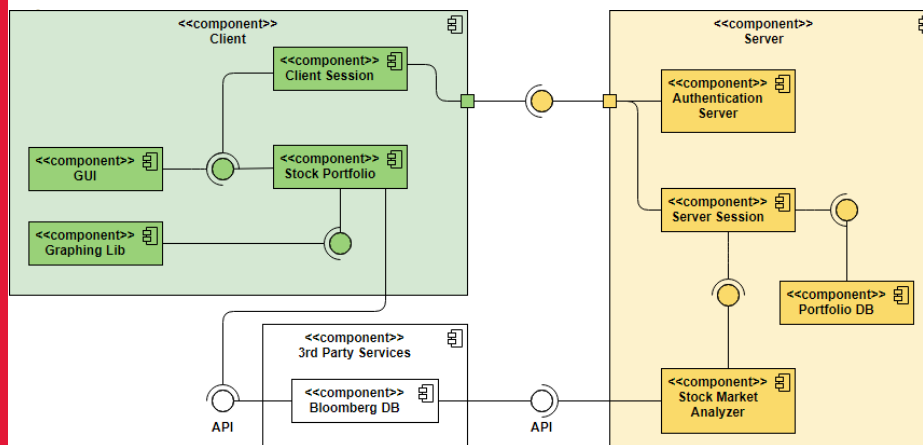 <<component>>
Client
<<component>>
Client Session
<<component>>
GUI
<<component>>
Stock Portfolio
<<component>>
Graphing Lib
<<component>>
Server
<<component>>
Authentication
Server
<<component>>
Server Session
<<component>>
Portfolio DB
<<component>>
Stock Market
Analyzer
<<component>>
3rd Party Services
<<component>>
Bloomberg DB
API
API